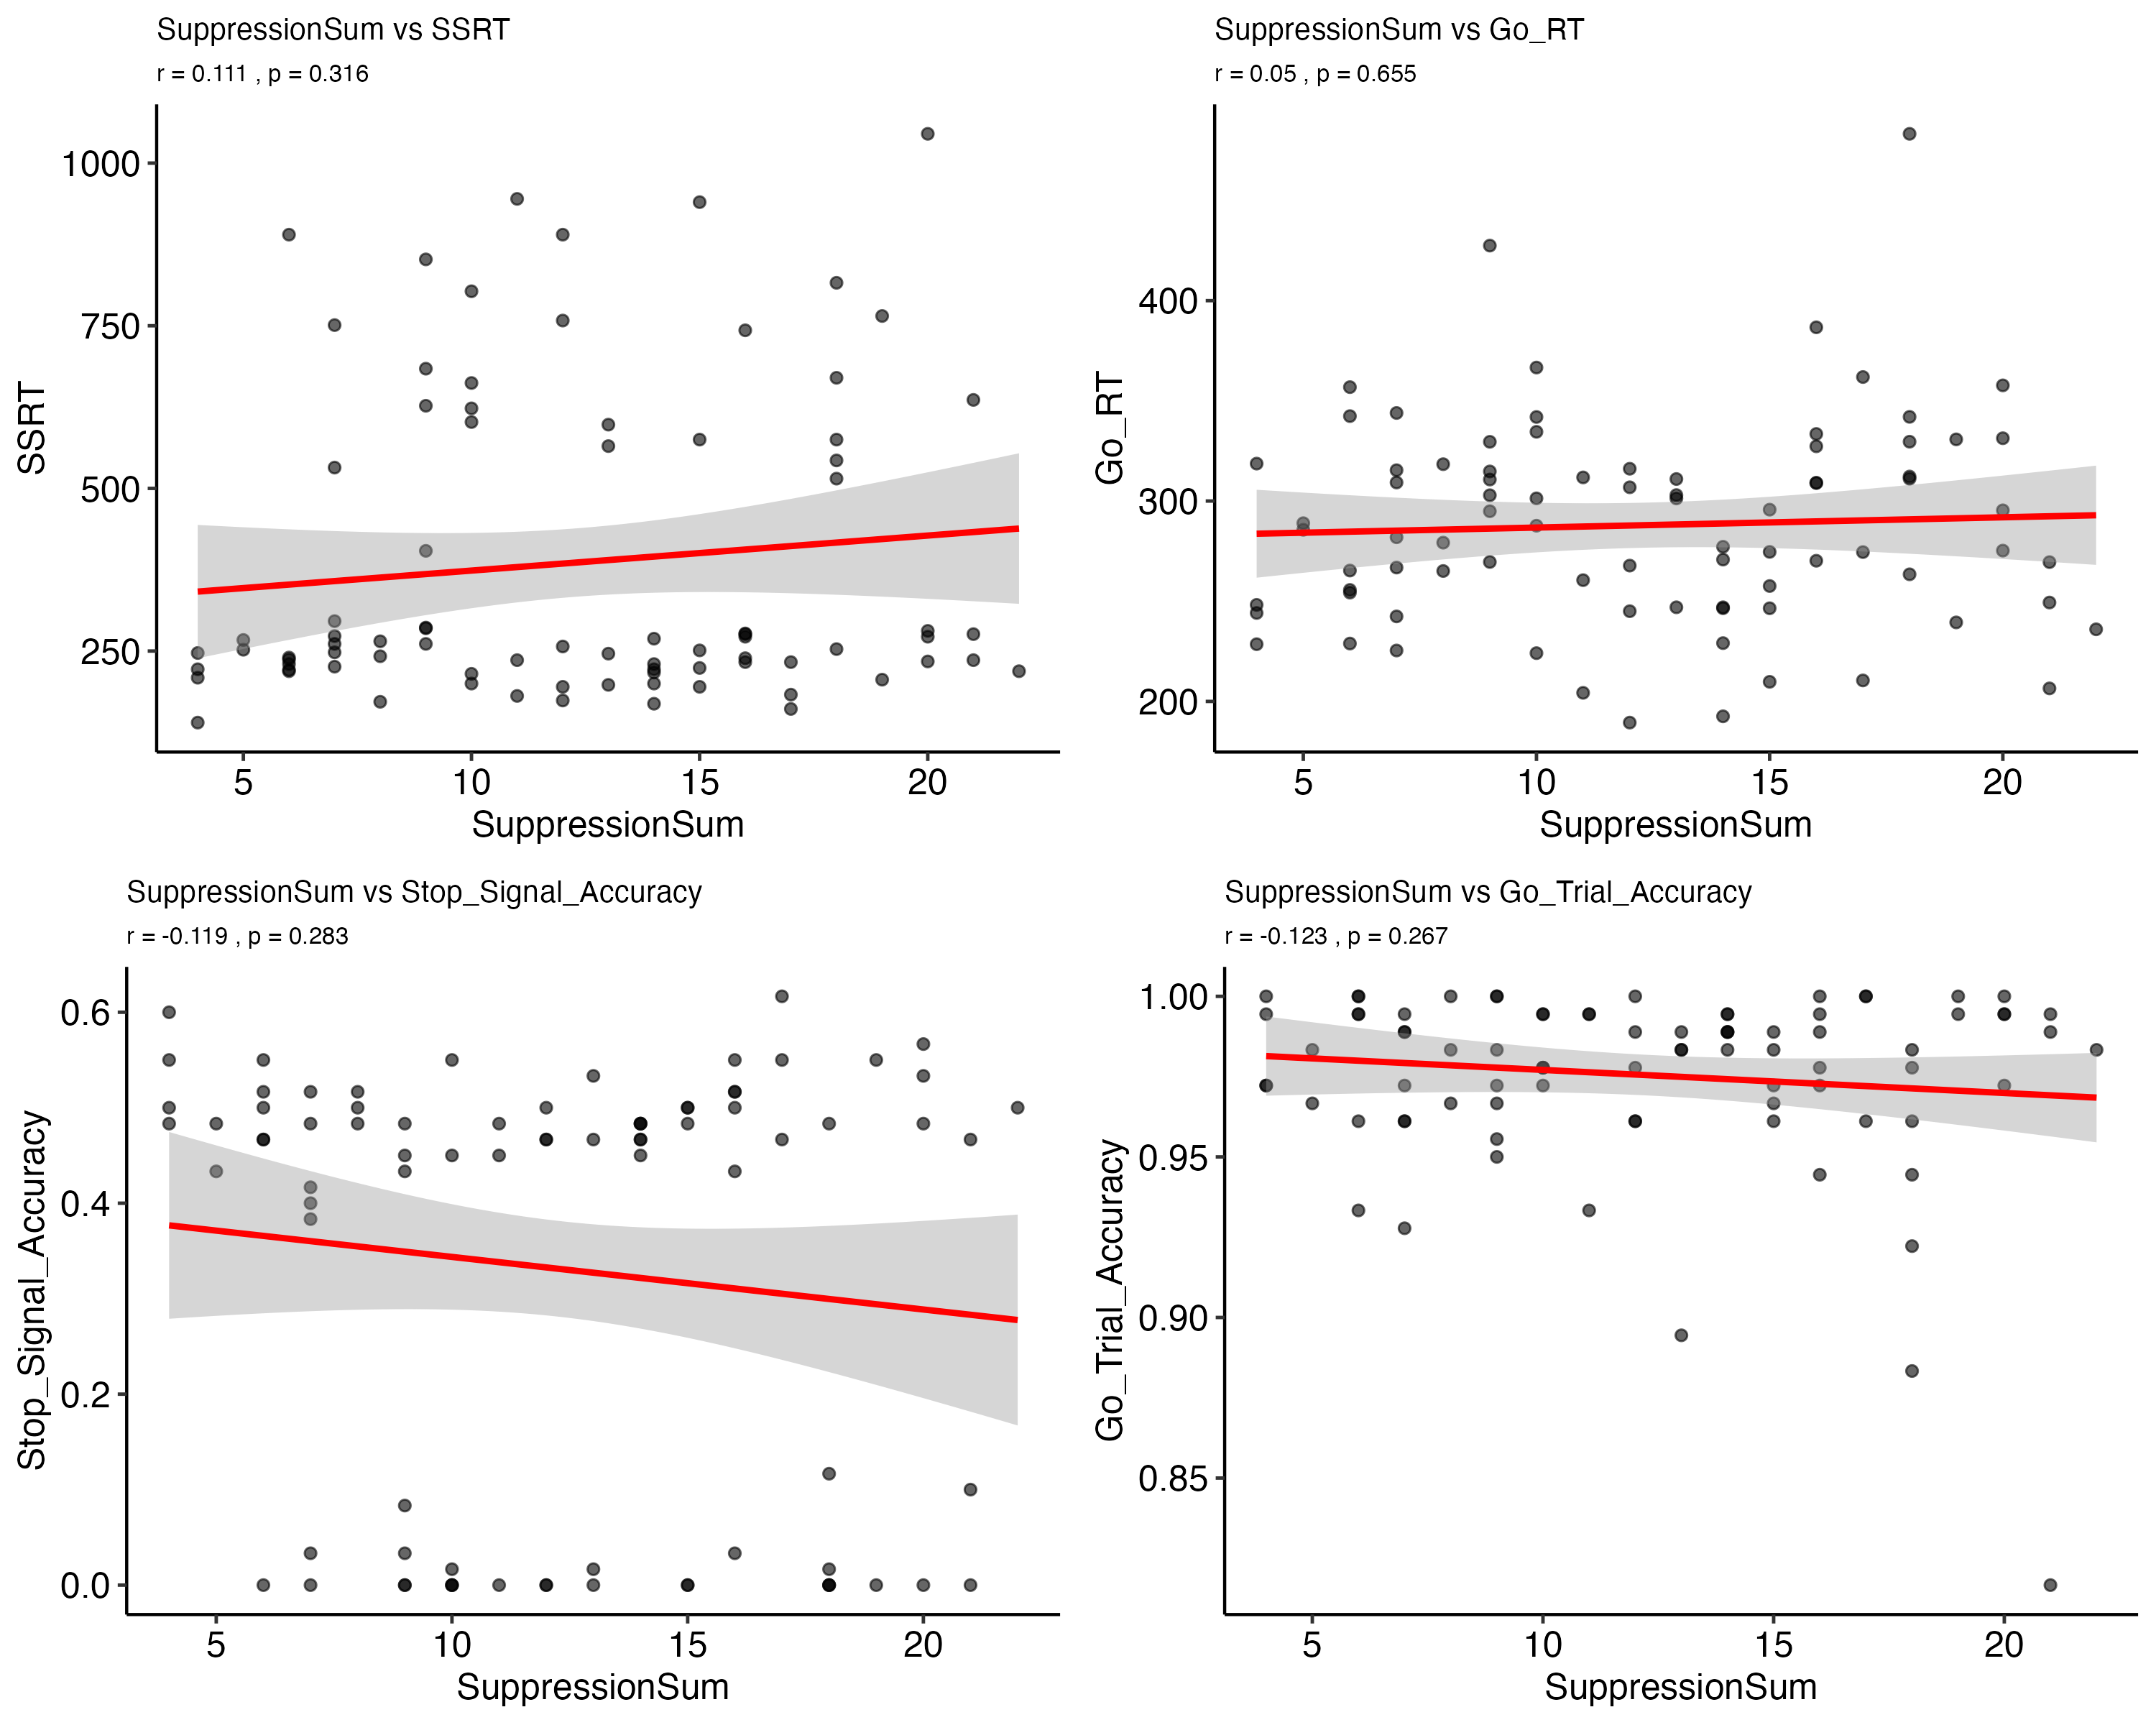 SuppressionSum vs SSRT
r = 0.111 , p = 0.316
1000
750
500
250
SSRT
5 10 15 20
SuppressionSum
SuppressionSum vs Go_RT
r = 0.05 , p = 0.655
400
300
200
Go_RT
5 10 15 20
SuppressionSum
SuppressionSum vs Stop_Signal_Accuracy
r = -0.119 , p = 0.283
0.6
0.4
0.2
0.0
Stop_Signal_Accuracy
5 10 15 20
SuppressionSum
SuppressionSum vs Go_Trial_Accuracy
r = -0.123 , p = 0.267
1.00
0.95
0.90
0.85
Go_Trial_Accuracy
5 10 15 20
SuppressionSum